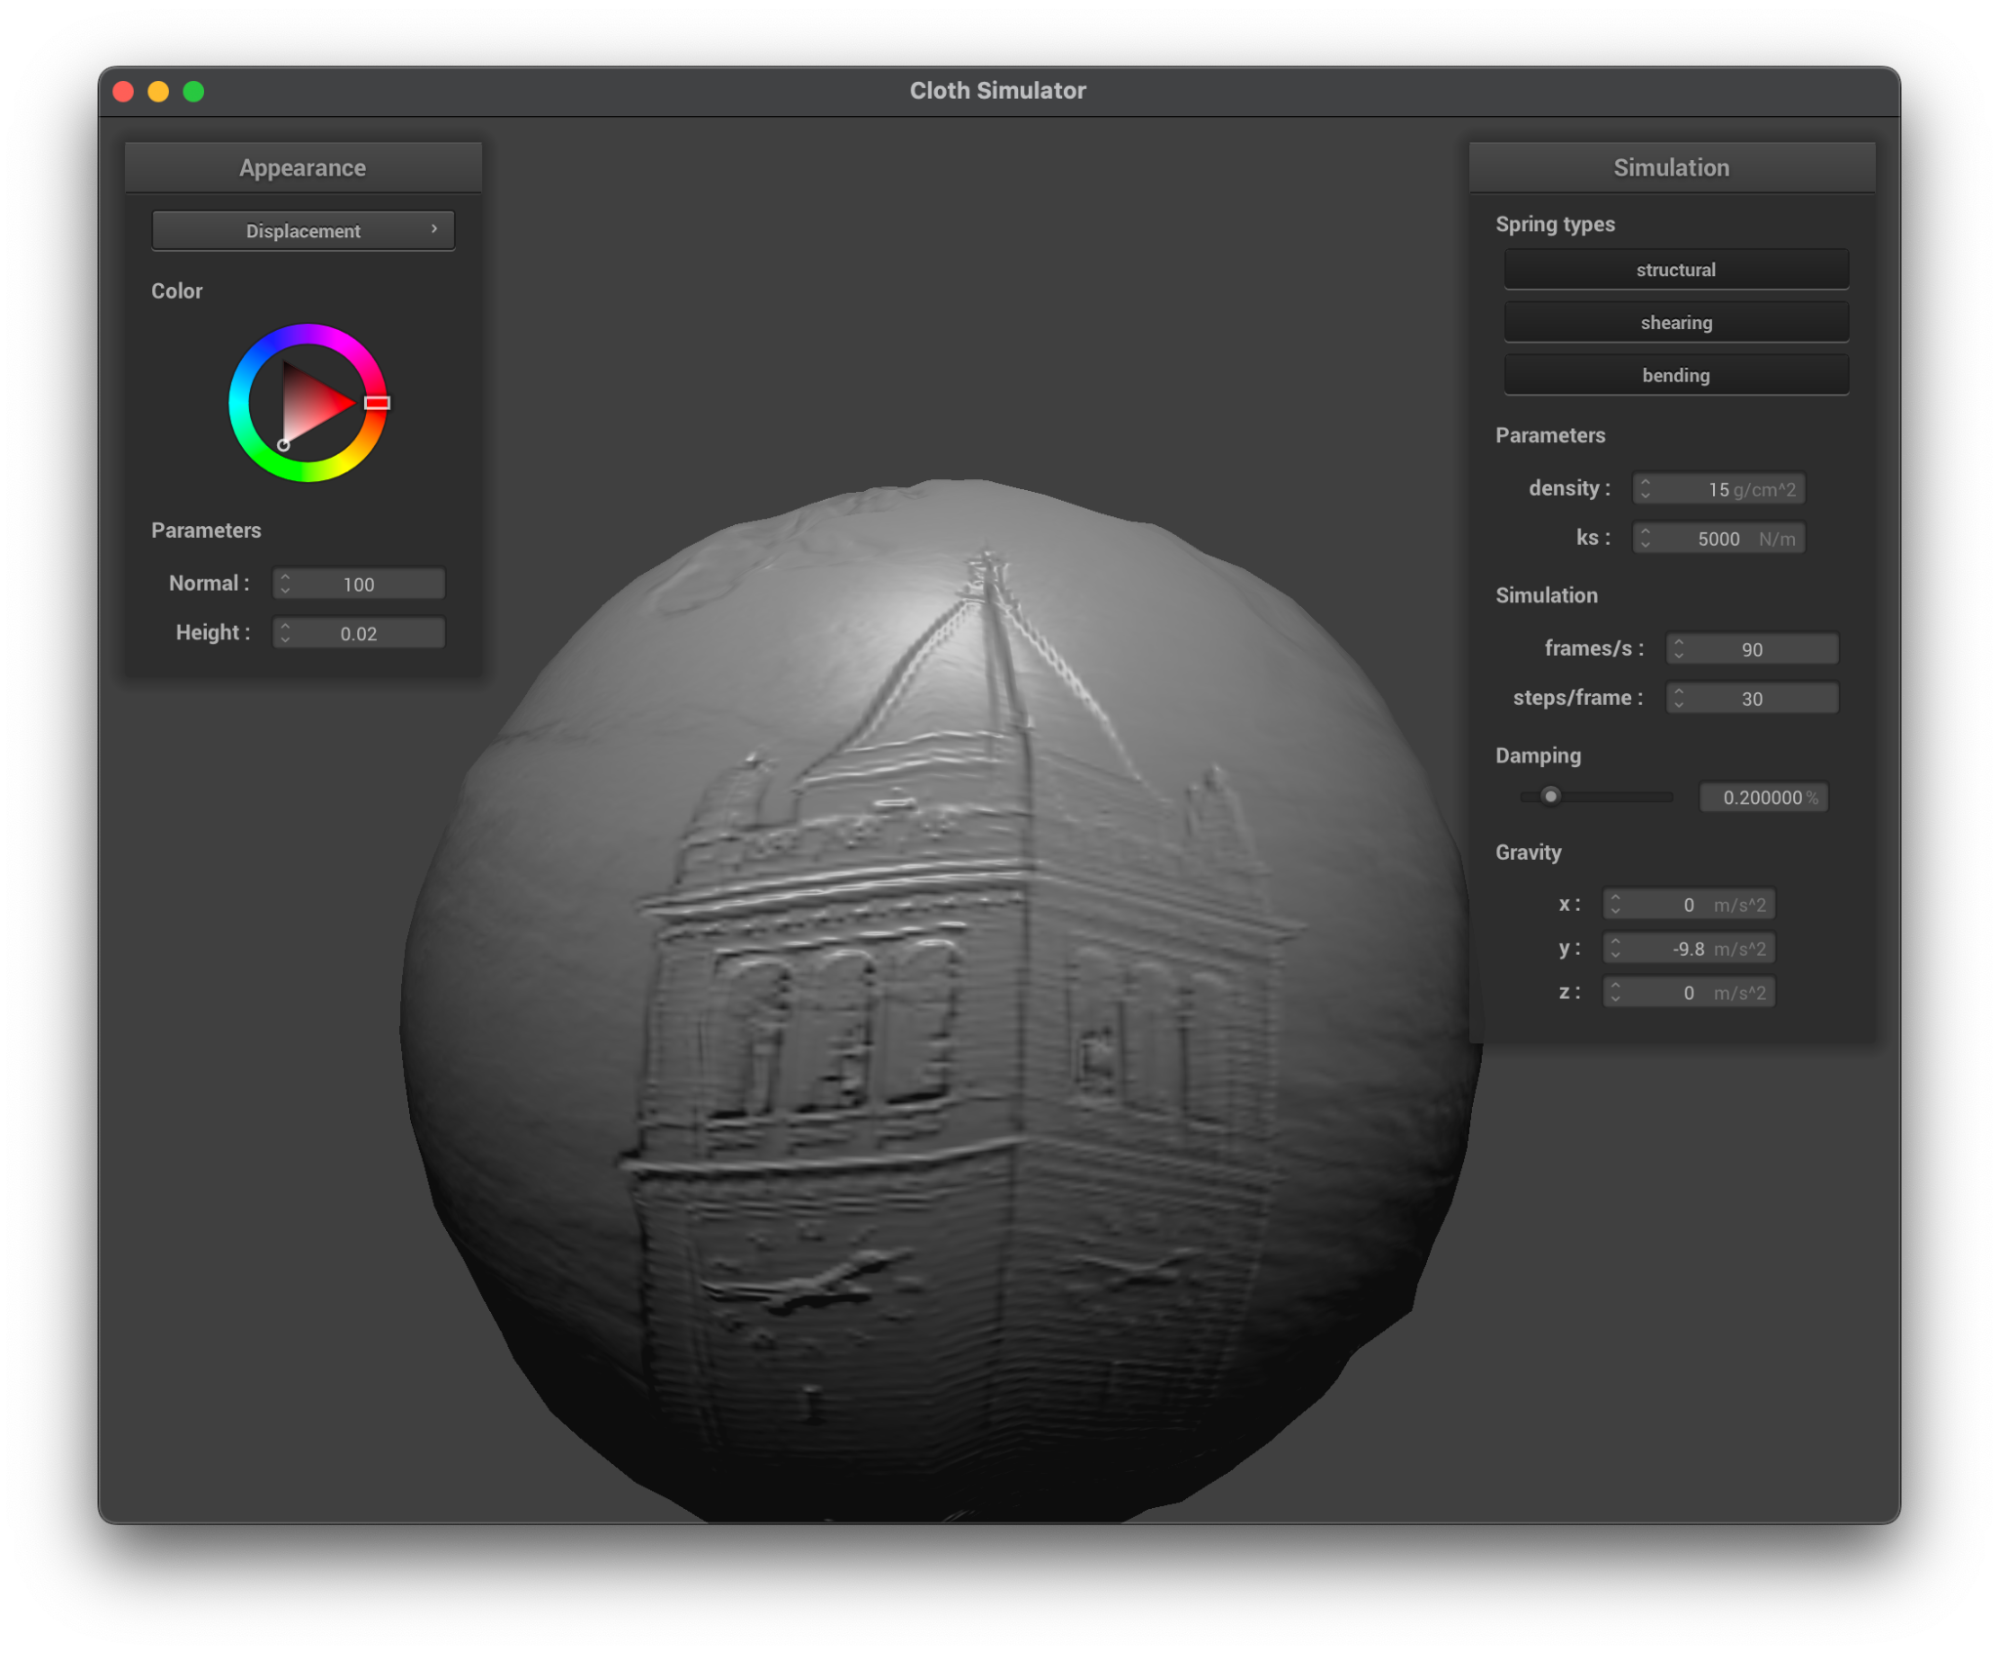 Cloth Simulator
Appearance
Displacement
Color
Parameters
Normal : 100
Height : 0.02
Simulation
Spring types
structural
shearing
bending
Parameters
density : 15 g/cm^2
ks : 5000 N/m
Simulation
frames/s : 90
steps/frame : 30
Damping
0.200000 %
Gravity
x : 0 m/s^2
y : -9.8 m/s^2
z : 0 m/s^2